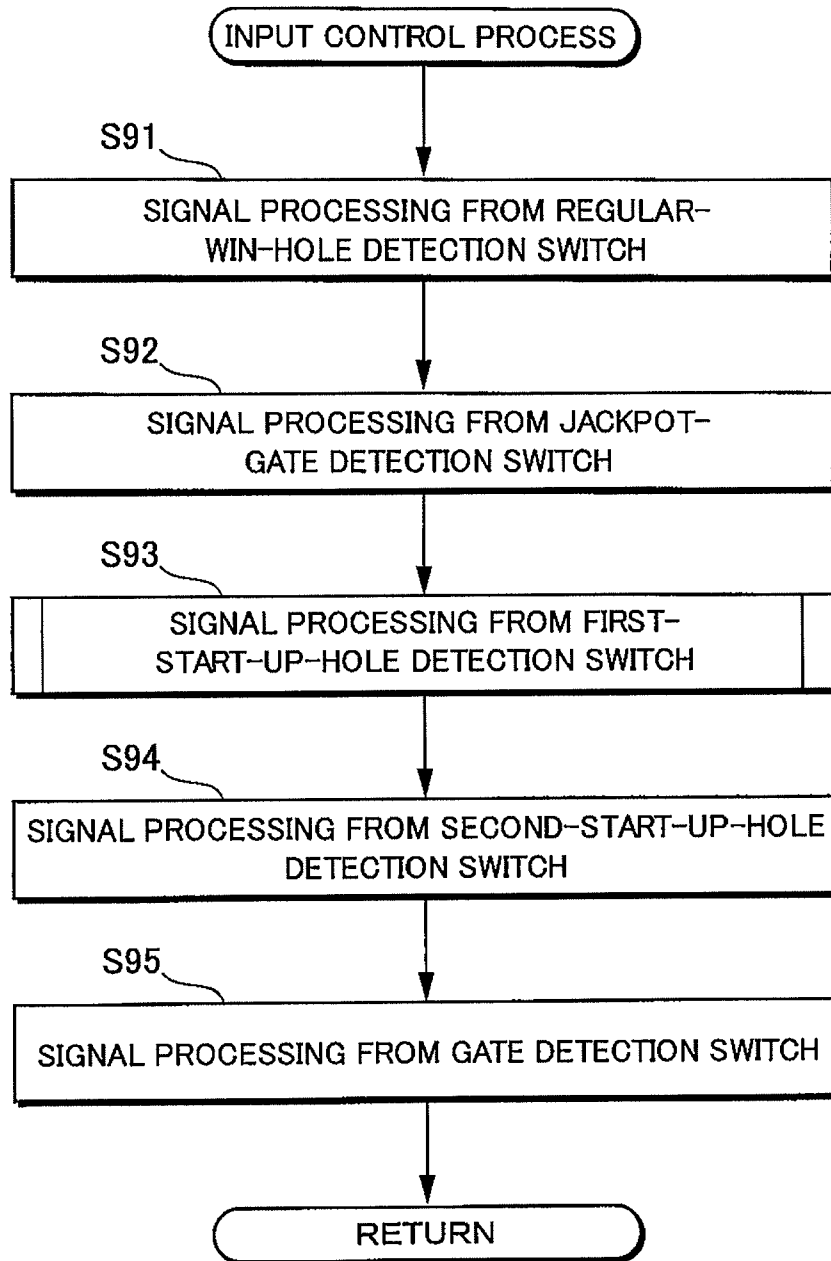 INPUT CONTROL PROCESS
S91
SIGNAL PROCESSING FROM REGULAR-
WIN-HOLE DETECTION SWITCH
S92
SIGNAL PROCESSING FROM JACKPOT-
GATE DETECTION SWITCH
S93
SIGNAL PROCESSING FROM FIRST-
START-UP-HOLE DETECTION SWITCH
S94
SIGNAL PROCESSING FROM SECOND-START-UP-HOLE
DETECTION SWITCH
S95
SIGNAL PROCESSING FROM GATE DETECTION SWITCH
RETURN